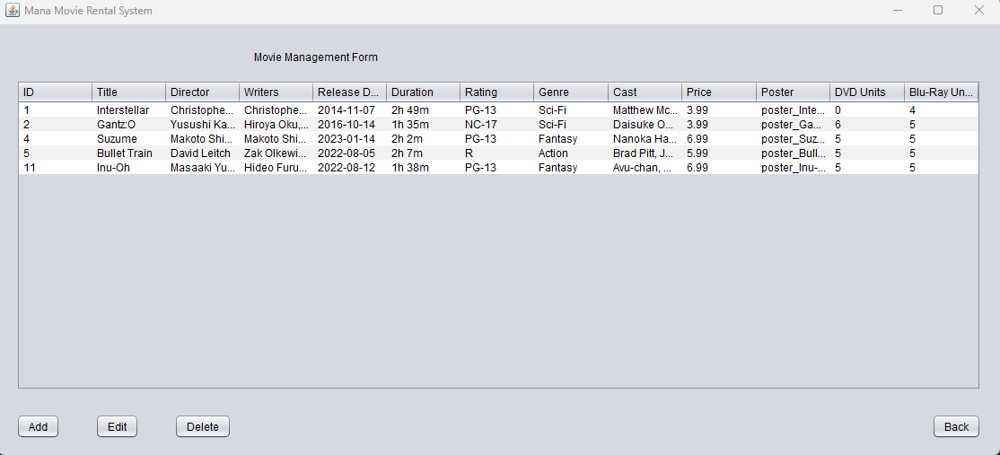 Mana Movie Rental System
Movie Management Form
ID Title Director Writers Release D... Duration Rating Genre Cast Price Poster DVD Units Blu-Ray Un...
1 Interstellar Christophe... Christophe... 2014-11-07 2h 49m PG-13 Sci-Fi Matthew Mc... 3.99 poster_Inte... 0 4
2 Gantz:O Yusushi Ka... Hiroya Oku,... 2016-10-14 1h 35m NC-17 Sci-Fi Daisuke O... 3.99 poster_Ga... 6 5
4 Suzume Makoto Shi... Makoto Shi... 2023-01-14 2h 2m PG-13 Fantasy Nanoka Ha... 6.99 poster_Suz... 5 5
5 Bullet Train David Leitch Zak Olkewi... 2022-08-05 2h 7m R Action Brad Pitt, J... 5.99 poster_Bull... 5 5
11 Inu-Oh Masaaki Yu... Hideo Furu... 2022-08-12 1h 38m PG-13 Fantasy Avu-chan, ... 6.99 poster_Inu-... 5 5
Add Edit Delete Back